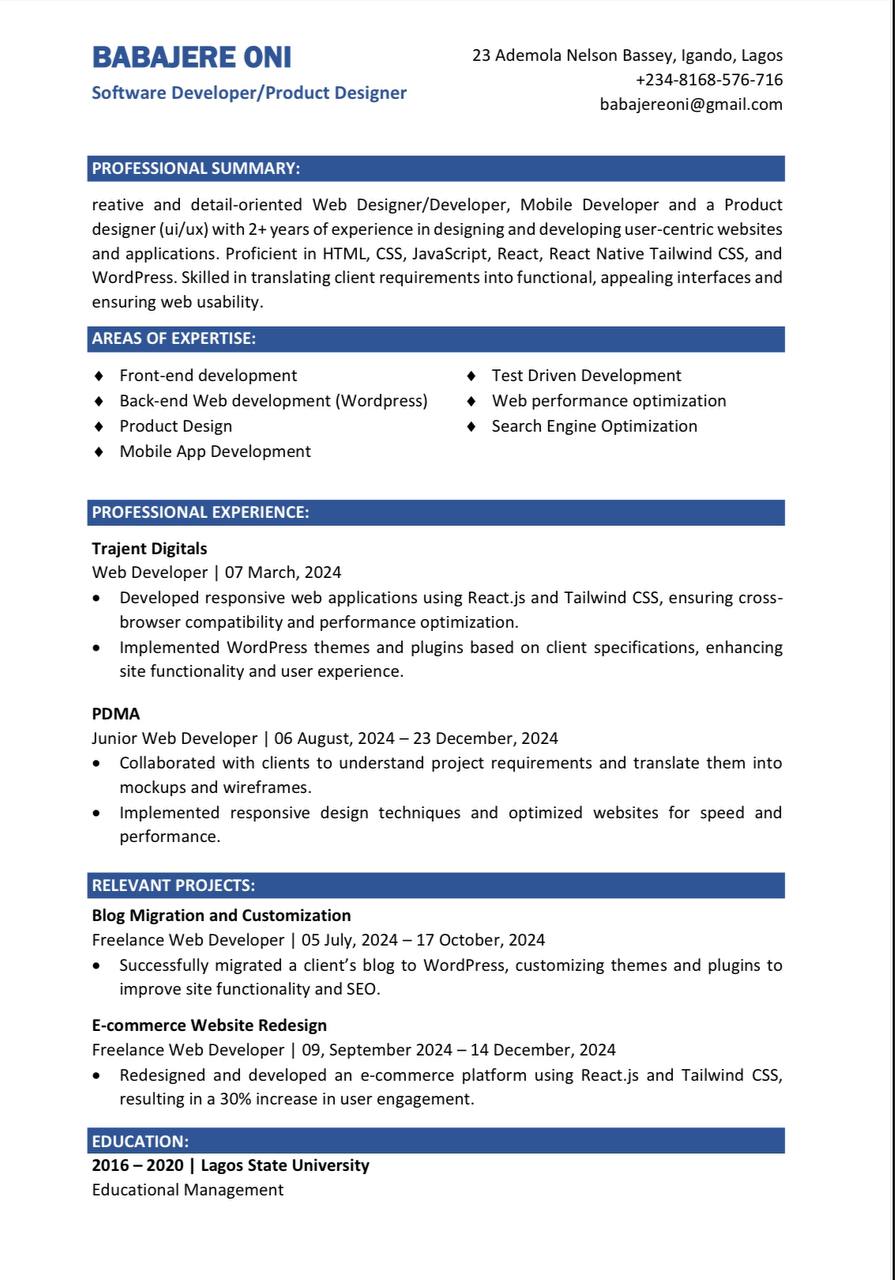 BABAJERE ONI
Software Developer/Product Designer
23 Ademola Nelson Bassey, Igando, Lagos
+234-8168-576-716
babajereoni@gmail.com
PROFESSIONAL SUMMARY:
reative and detail-oriented Web Designer/Developer, Mobile Developer and a Product
designer (ui/ux) with 2+ years of experience in designing and developing user-centric websites
and applications. Proficient in HTML, CSS, JavaScript, React, React Native Tailwind CSS, and
WordPress. Skilled in translating client requirements into functional, appealing interfaces and
ensuring web usability.
AREAS OF EXPERTISE:
♦ Front-end development
♦ Back-end Web development (Wordpress)
♦ Product Design
♦ Mobile App Development
♦ Test Driven Development
♦ Web performance optimization
♦ Search Engine Optimization
PROFESSIONAL EXPERIENCE:
Trajent Digitals
Web Developer | 07 March, 2024
• Developed responsive web applications using React.js and Tailwind CSS, ensuring cross-
browser compatibility and performance optimization.
• Implemented WordPress themes and plugins based on client specifications, enhancing
site functionality and user experience.
PDMA
Junior Web Developer | 06 August, 2024 – 23 December, 2024
• Collaborated with clients to understand project requirements and translate them into
mockups and wireframes.
• Implemented responsive design techniques and optimized websites for speed and
performance.
RELEVANT PROJECTS:
Blog Migration and Customization
Freelance Web Developer | 05 July, 2024 – 17 October, 2024
• Successfully migrated a client’s blog to WordPress, customizing themes and plugins to
improve site functionality and SEO.
E-commerce Website Redesign
Freelance Web Developer | 09, September 2024 – 14 December, 2024
• Redesigned and developed an e-commerce platform using React.js and Tailwind CSS,
resulting in a 30% increase in user engagement.
EDUCATION:
2016 – 2020 | Lagos State University
Educational Management